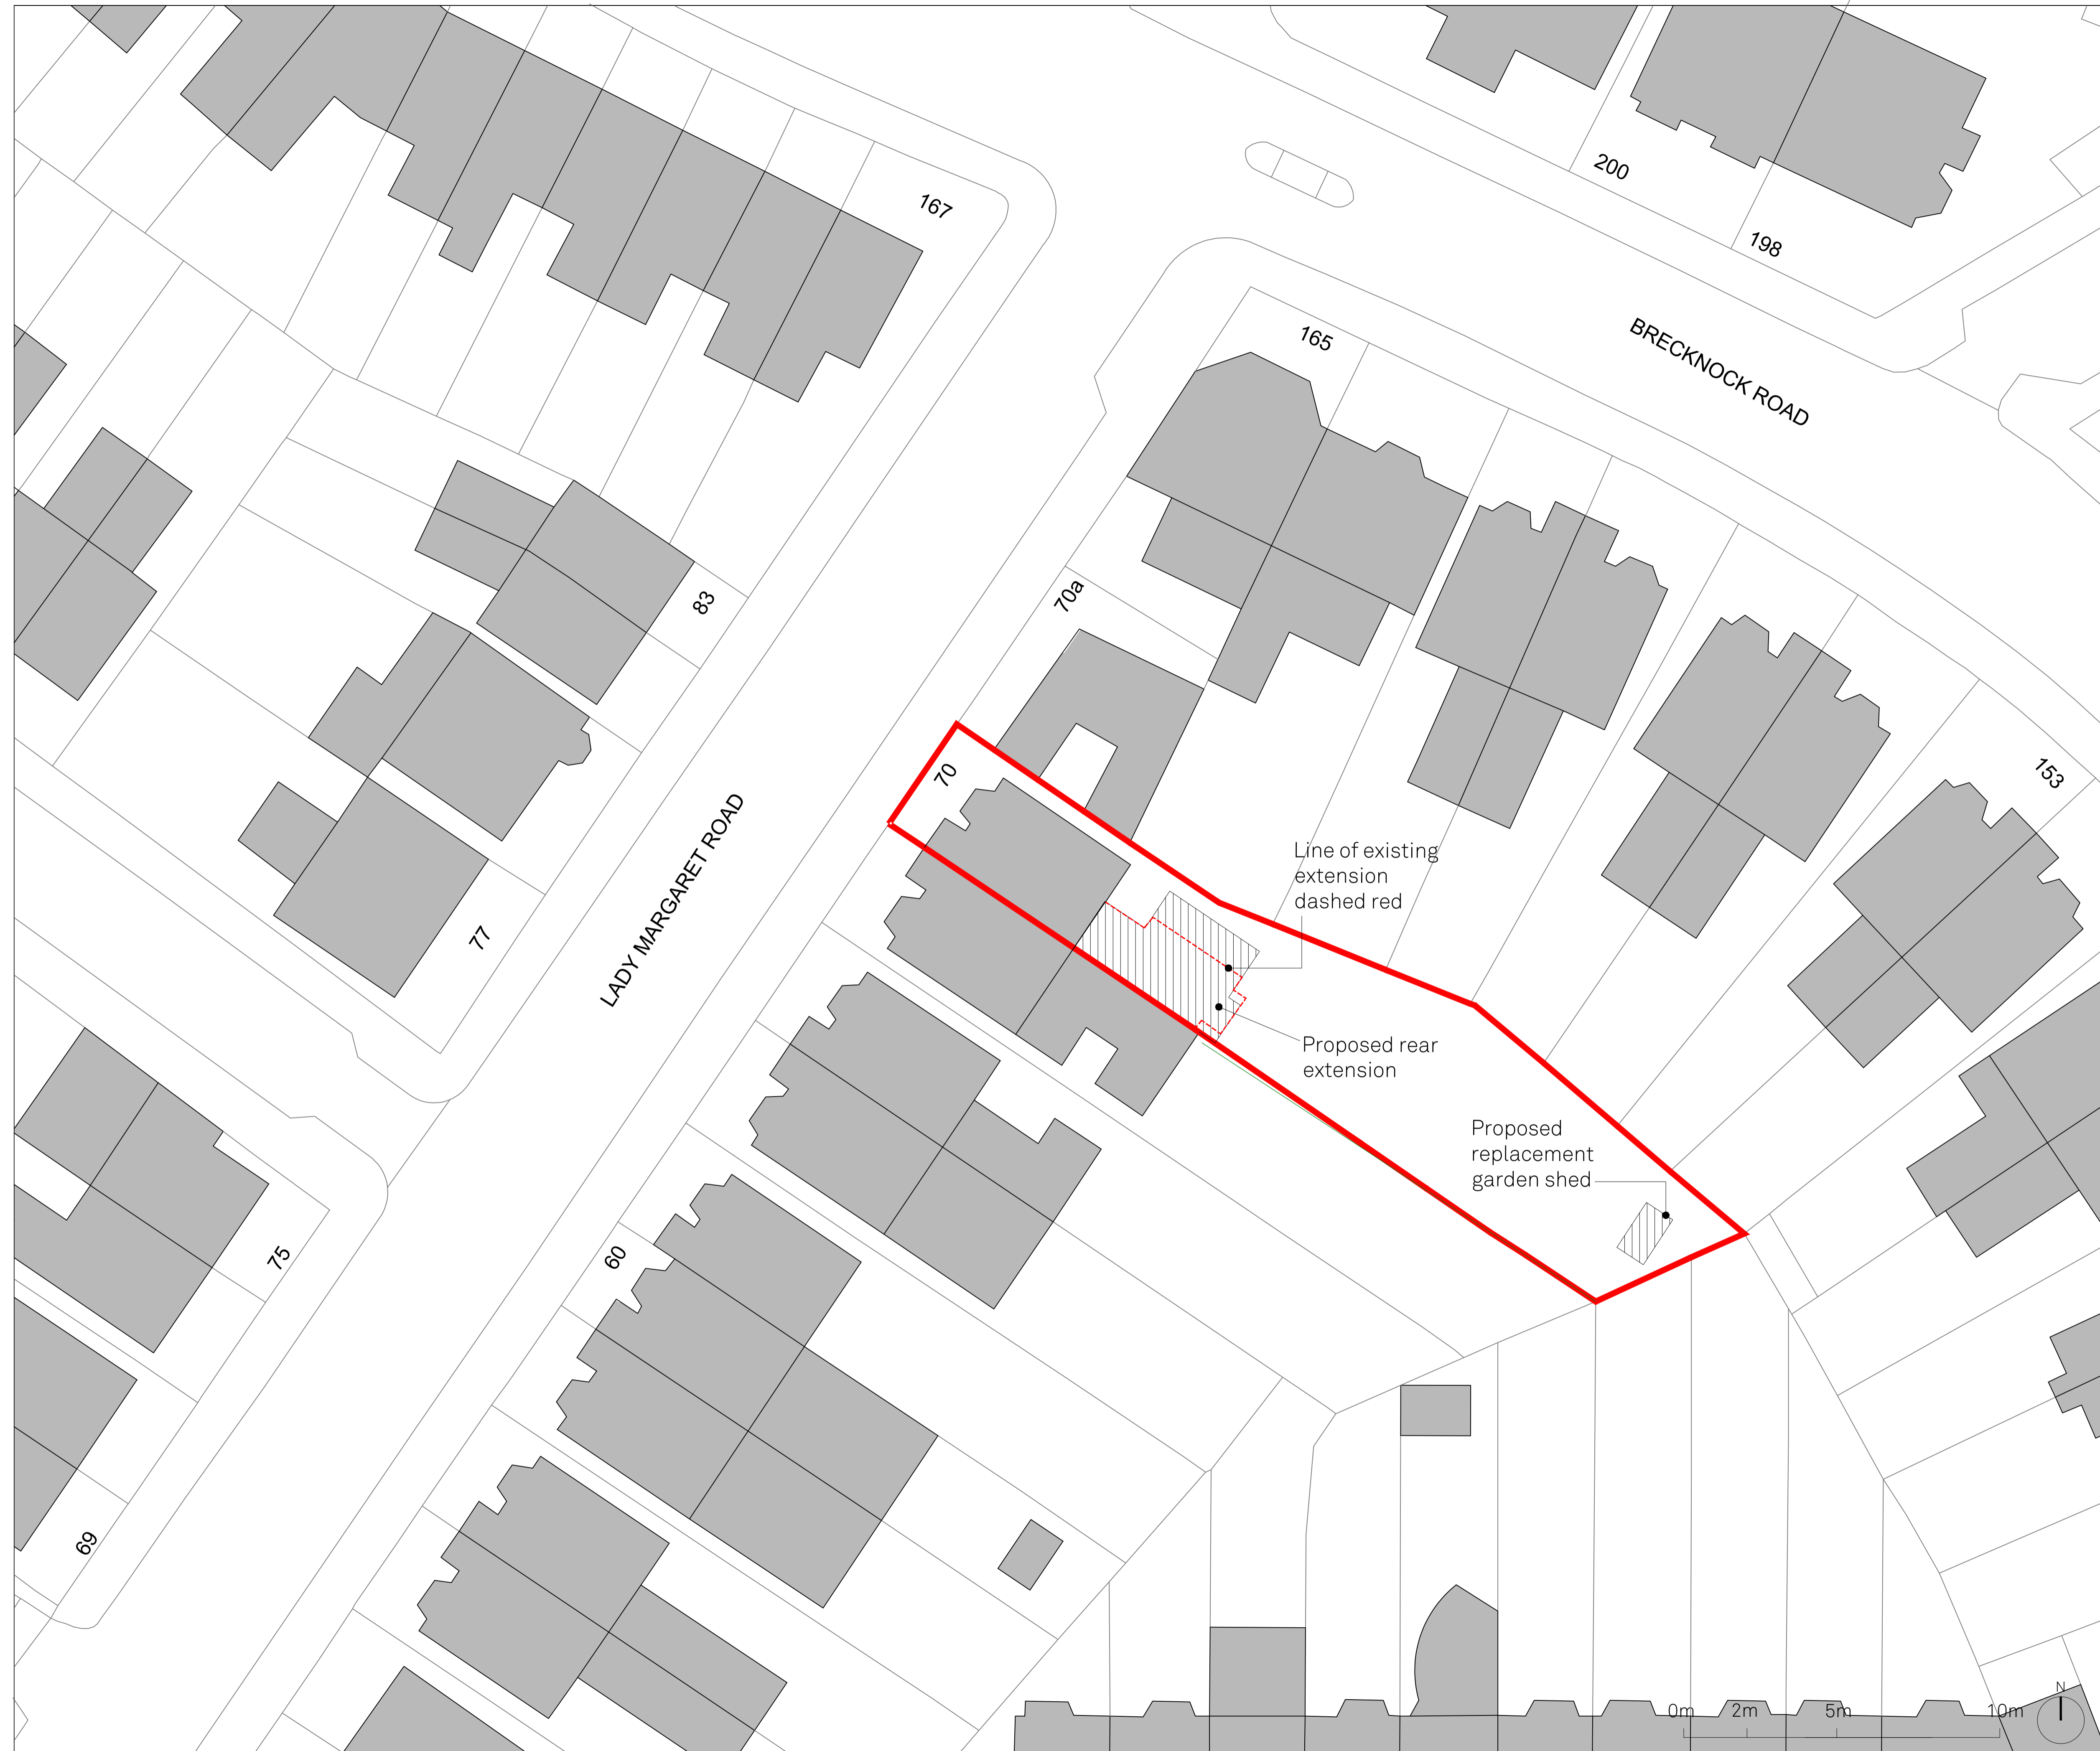 167
200
198
165
BRECKNOCK ROAD
70a
83
153
70
Line of existing
extension
dashed red
LADY MARGARET ROAD
77
Proposed rear
extension
Proposed
replacement
garden shed
75
60
69
0m 2m 5m 10m
N